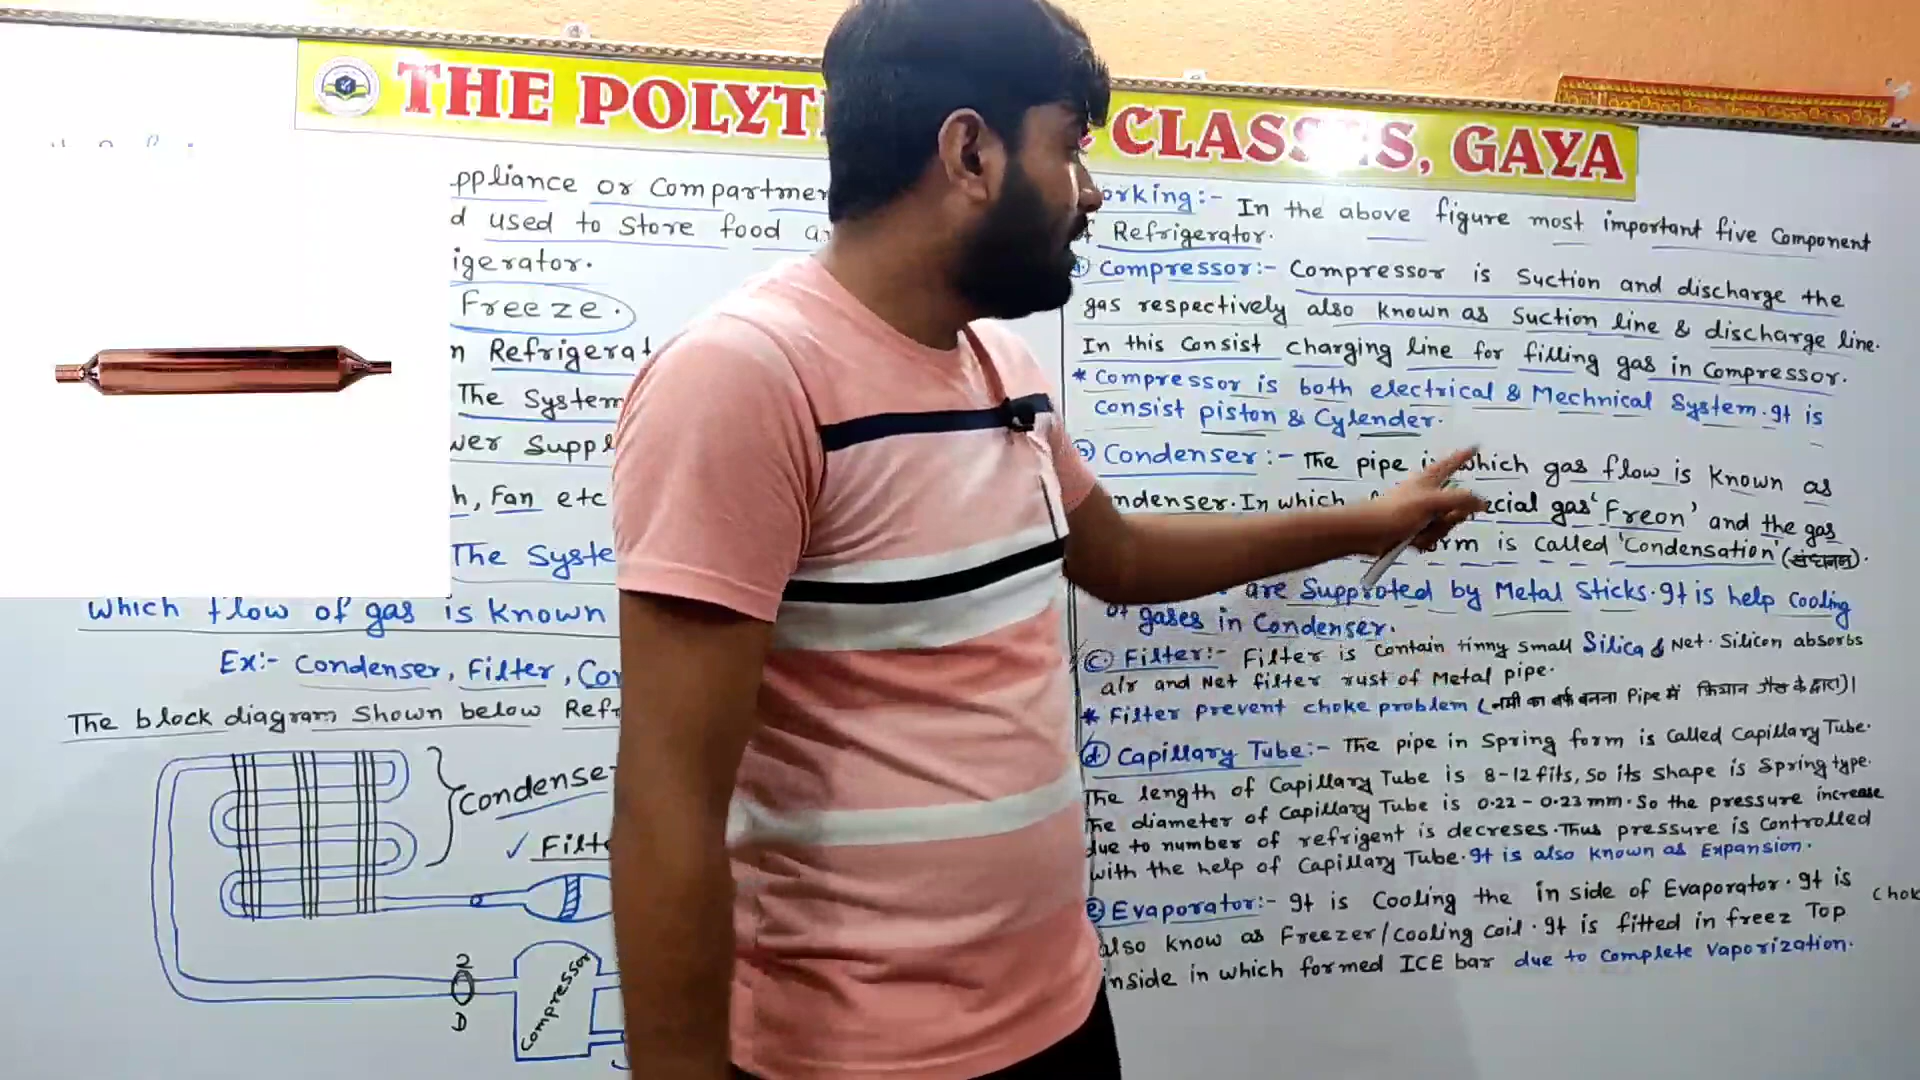 THE POLYT CLASSES, GAYA
ppliance or Compartmen
d used to Store food a
igerator.
Freeze.
n Refrigerat
The System
wer Suppl
h, Fan etc
The Syste
which flow of gas is known
Ex:- Condenser, Filter, Con
The block diagram Shown below Ref
Condense
✓ Filt
2
D
Compressor
orking:- In the above figure most important five Component
f Refrigerator.
Compressor:- Compressor is Suction and discharge the
gas respectively also known as Suction line & discharge line.
In this Consist charging line for filling gas in Compressor.
* Compressor is both electrical & Mechnical System. It is
consist piston & Cylender.
b Condenser:- The pipe in which gas flow is known as
ndenser. In which ecial gas 'Freon' and the gas
rm is called 'Condensation' (संघनन).
are Supproted by Metal Sticks. It is help cooling
of gases in Condenser.
c Filter:- Filter is contain tinny small Silica & Net. Silicon absorbs
air and Net filter rust of Metal pipe.
* Filter prevent choke problem (नमी का बर्फ बनना Pipe में जैस के द्वारा)।
d Capillary Tube:- The pipe in Spring form is called Capillary Tube.
The length of Capillary Tube is 8-12 fits, so its shape is Spring type.
The diameter of Capillary Tube is 0.22 - 0.23 mm. So the pressure increase
due to number of refrigent is decreses. Thus pressure is controlled
with the help of Capillary Tube. It is also known as Expansion.
e Evaporator:- It is Cooling the in side of Evaporator. It is
Chok
also know as Freezer/cooling coil. It is fitted in freez Top
inside in which formed ICE bar due to complete vaporization.